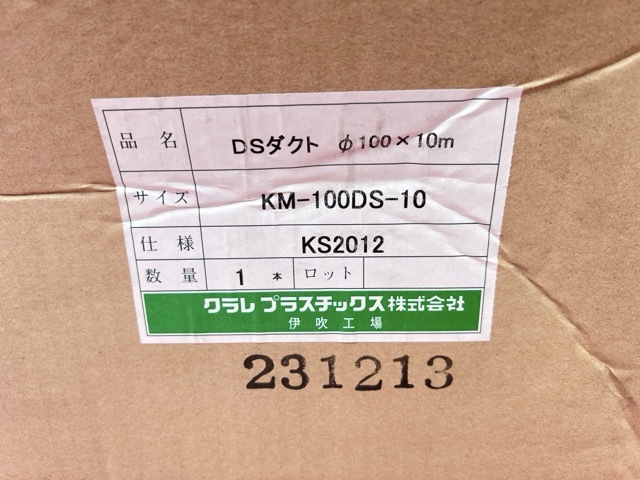 品名 DSダクト φ100×10m
サイズ KM-100DS-10
仕様 KS2012
数量 1 本 ロット
クラレ プラスチックス株式会社
伊吹工場
231213